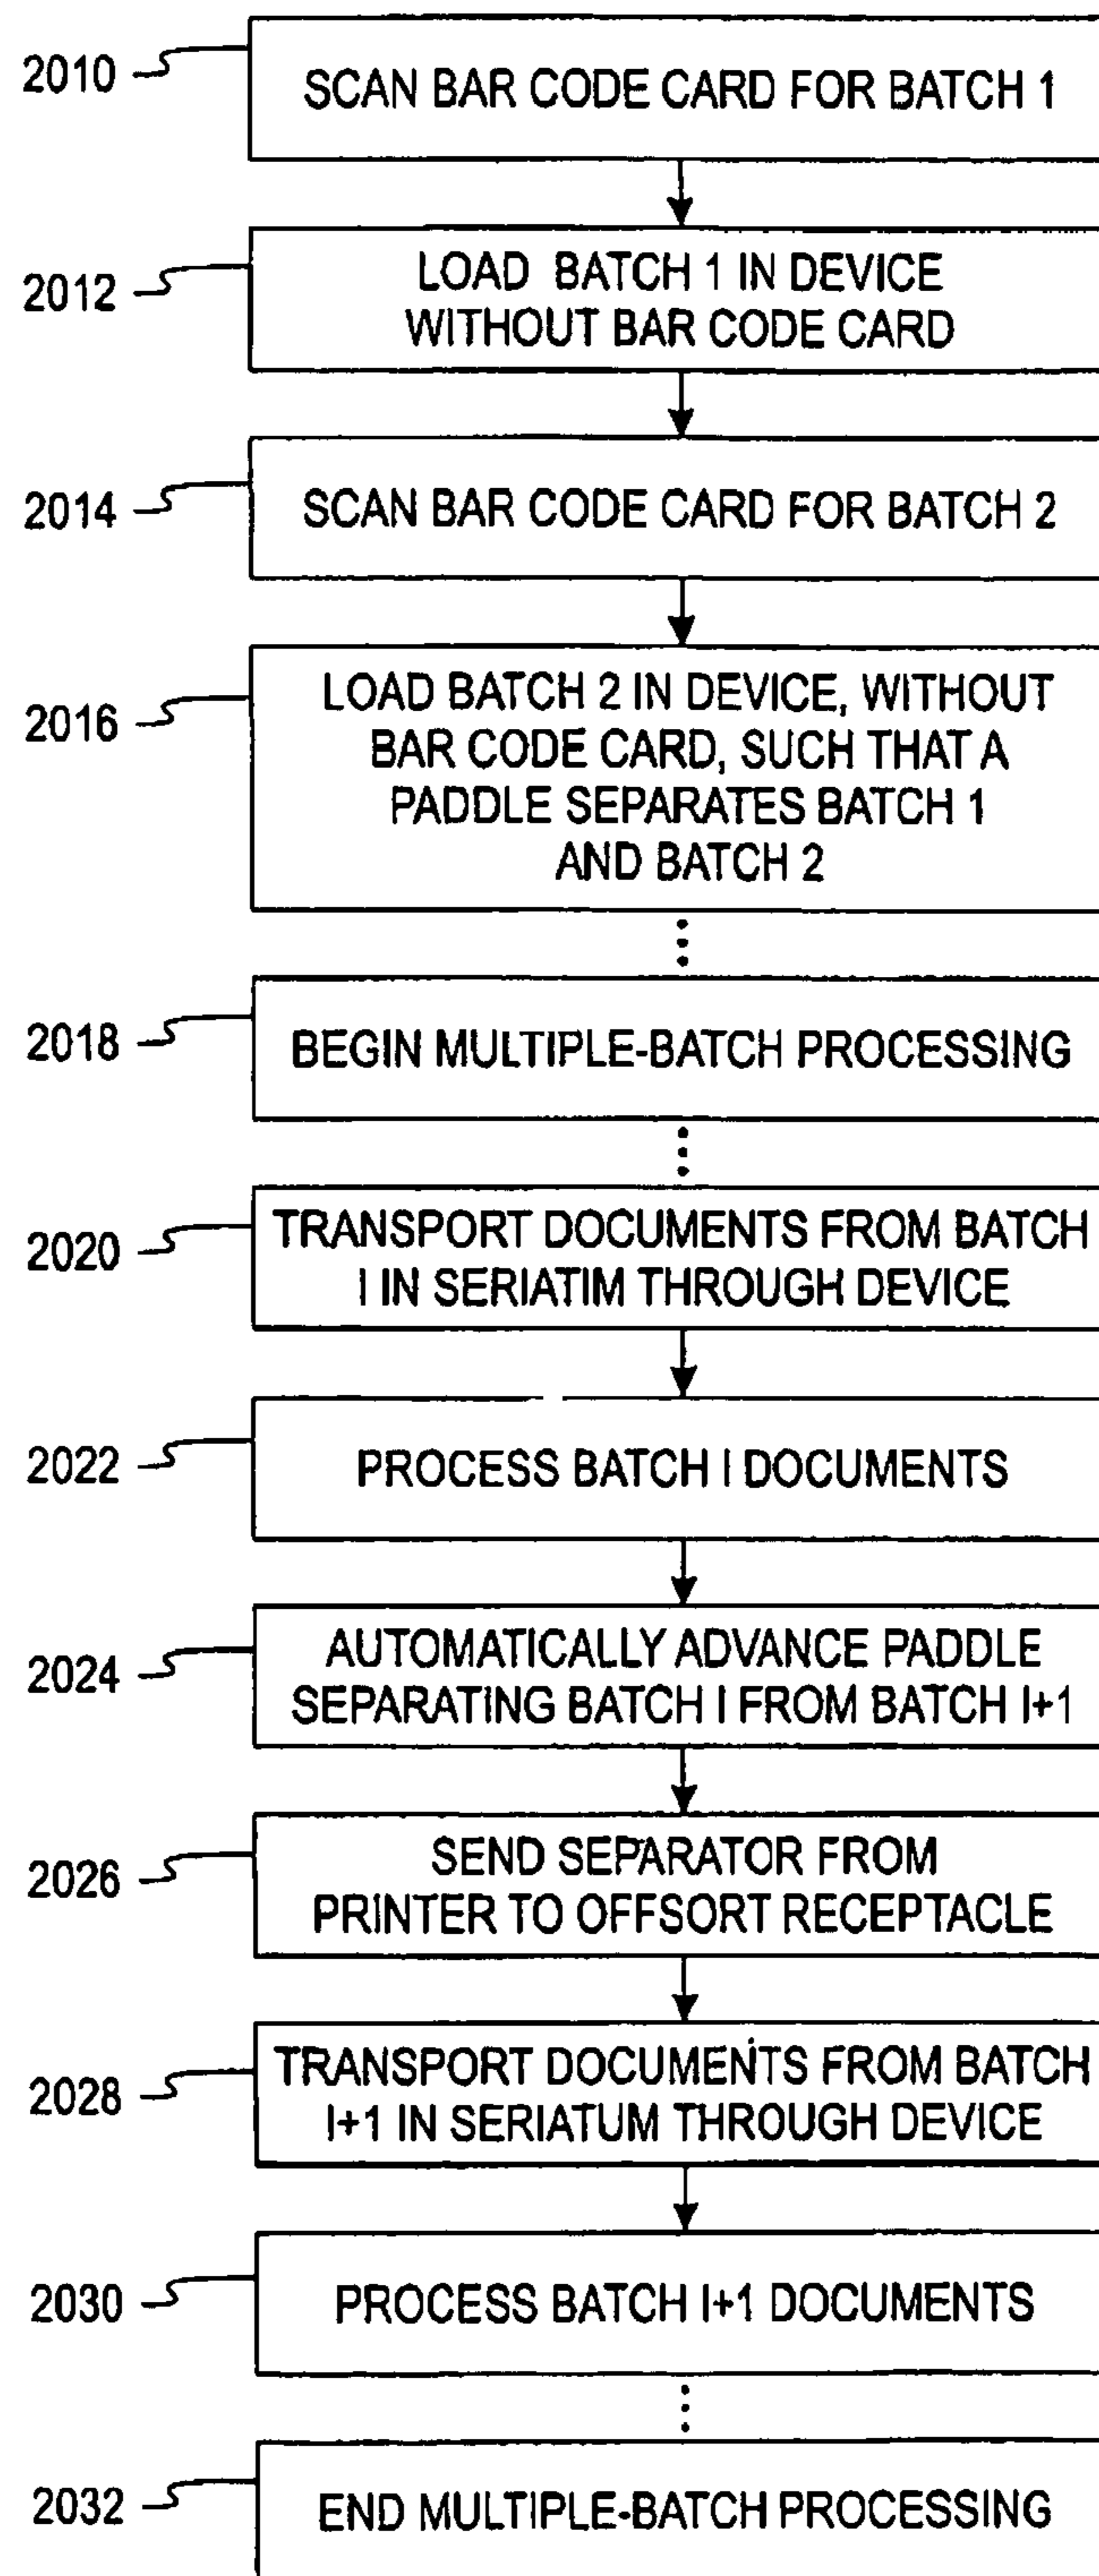 2010
SCAN BAR CODE CARD FOR BATCH 1
2012
LOAD BATCH 1 IN DEVICE
WITHOUT BAR CODE CARD
2014
SCAN BAR CODE CARD FOR BATCH 2
2016
LOAD BATCH 2 IN DEVICE, WITHOUT
BAR CODE CARD, SUCH THAT A
PADDLE SEPARATES BATCH 1
AND BATCH 2
2018
BEGIN MULTIPLE-BATCH PROCESSING
2020
TRANSPORT DOCUMENTS FROM BATCH
I IN SERIATIM THROUGH DEVICE
2022
PROCESS BATCH I DOCUMENTS
2024
AUTOMATICALLY ADVANCE PADDLE
SEPARATING BATCH I FROM BATCH I+1
2026
SEND SEPARATOR FROM
PRINTER TO OFFSORT RECEPTACLE
2028
TRANSPORT DOCUMENTS FROM BATCH
I+1 IN SERIATUM THROUGH DEVICE
2030
PROCESS BATCH I+1 DOCUMENTS
2032
END MULTIPLE-BATCH PROCESSING